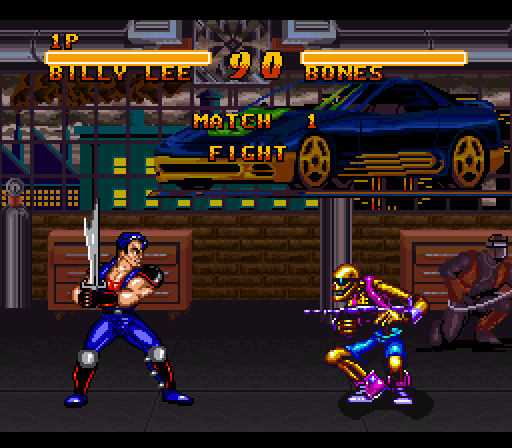 1P
90
BILLY LEE
BONES
MATCH 1
FIGHT